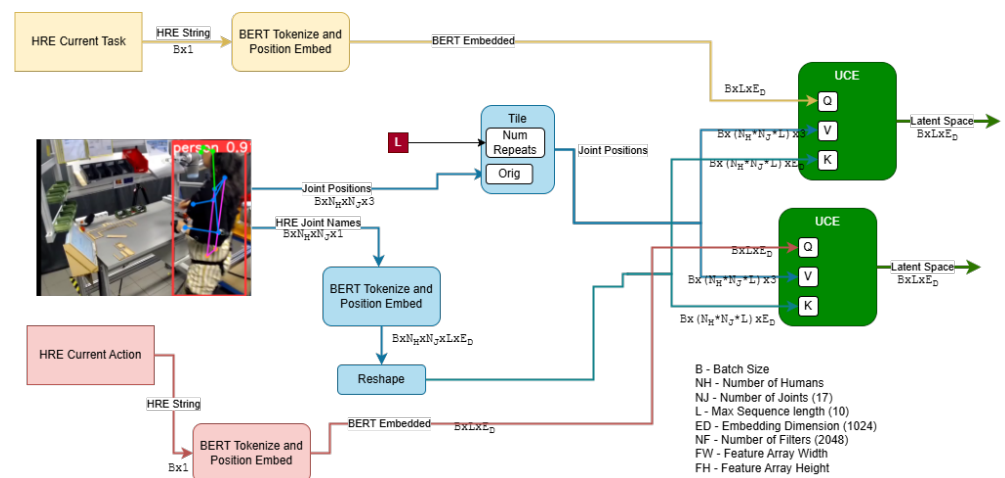 HRE Current Task
HRE String
Bx1
BERT Tokenize and
Position Embed
BERT Embedded
BxLxE_D
UCE
Q
V
K
Bx(N_H*N_J*L)x3
Bx(N_H*N_J*L)xE_D
Latent Space
BxLxE_D
L
Tile
Num
Repeats
Orig
Joint Positions
person 0.9
Joint Positions
BxN_HxN_Jx3
HRE Joint Names
BxN_HxN_Jx1
BERT Tokenize and
Position Embed
BxN_HxN_JxLxE_D
Reshape
UCE
Q
V
K
BxLxE_D
Bx(N_H*N_J*L)x3
Bx(N_H*N_J*L)xE_D
Latent Space
BxLxE_D
HRE Current Action
HRE String
Bx1
BERT Tokenize and
Position Embed
BERT Embedded
BxLxE_D
B - Batch Size
NH - Number of Humans
NJ - Number of Joints (17)
L - Max Sequence length (10)
ED - Embedding Dimension (1024)
NF - Number of Filters (2048)
FW - Feature Array Width
FH - Feature Array Height